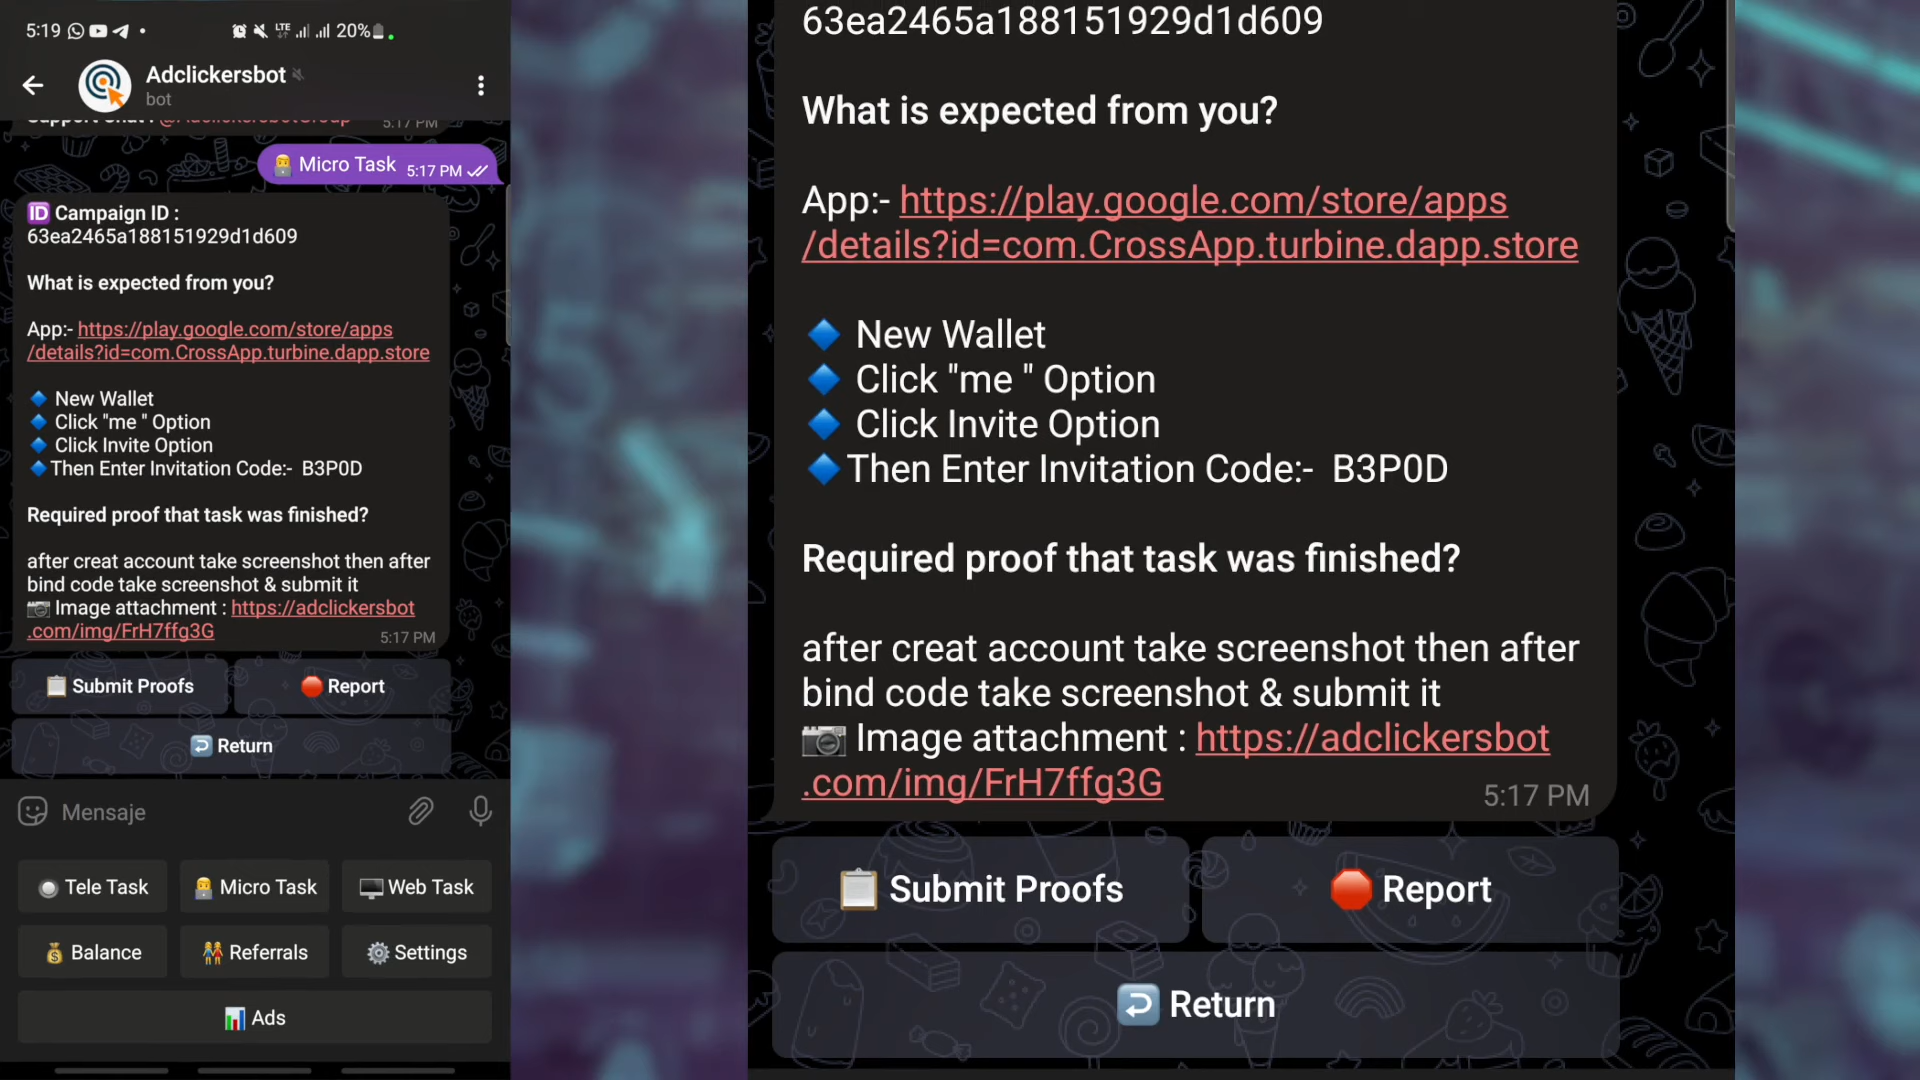 5:19
LTE
20%
Adclickersbot
bot
5:17 PM
Micro Task 5:17 PM
ID Campaign ID :
63ea2465a188151929d1d609
What is expected from you?
App:- https://play.google.com/store/apps
/details?id=com.CrossApp.turbine.dapp.store
New Wallet
Click "me " Option
Click Invite Option
Then Enter Invitation Code:- B3P0D
Required proof that task was finished?
after creat account take screenshot then after
bind code take screenshot & submit it
Image attachment : https://adclickersbot
.com/img/FrH7ffg3G
5:17 PM
Submit Proofs
Report
Return
Mensaje
Tele Task
Micro Task
Web Task
Balance
Referrals
Settings
Ads
63ea2465a188151929d1d609
What is expected from you?
App:- https://play.google.com/store/apps
/details?id=com.CrossApp.turbine.dapp.store
New Wallet
Click "me " Option
Click Invite Option
Then Enter Invitation Code:- B3P0D
Required proof that task was finished?
after creat account take screenshot then after
bind code take screenshot & submit it
Image attachment : https://adclickersbot
.com/img/FrH7ffg3G
5:17 PM
Submit Proofs
Report
Return